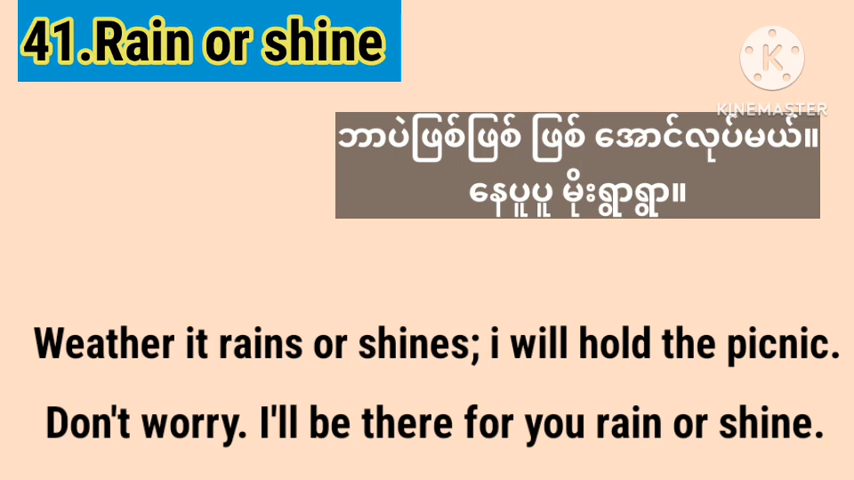 41.Rain or shine
KINEMASTER
ဘာပဲဖြစ်ဖြစ် ဖြစ် အောင်လုပ်မယ်။
နေပူပူ မိုးရွာရွာ။
Weather it rains or shines; i will hold the picnic.
Don't worry. I'll be there for you rain or shine.